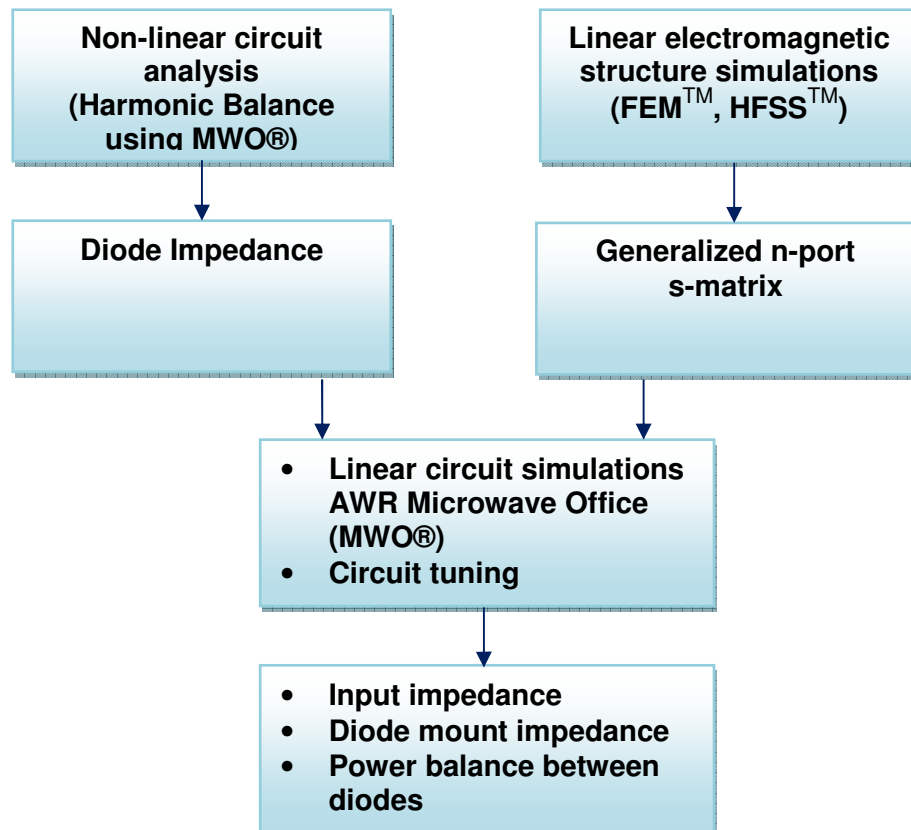 Non-linear circuit
analysis
(Harmonic Balance
using MWO®)
Linear electromagnetic
structure simulations
(FEM™, HFSS™)
Diode Impedance
Generalized n-port
s-matrix
• Linear circuit simulations
AWR Microwave Office
(MWO®)
• Circuit tuning
• Input impedance
• Diode mount impedance
• Power balance between
diodes